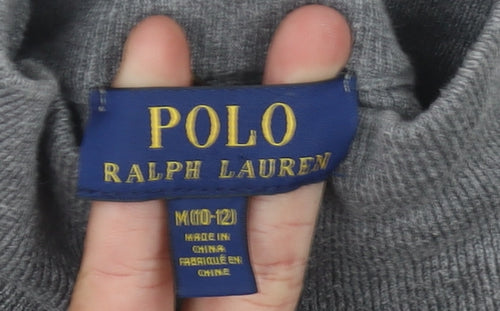 POLO
RALPH LAUREN
M(10-12)
MADE IN
CHINA
FABRIQUÉ EN
CHINE